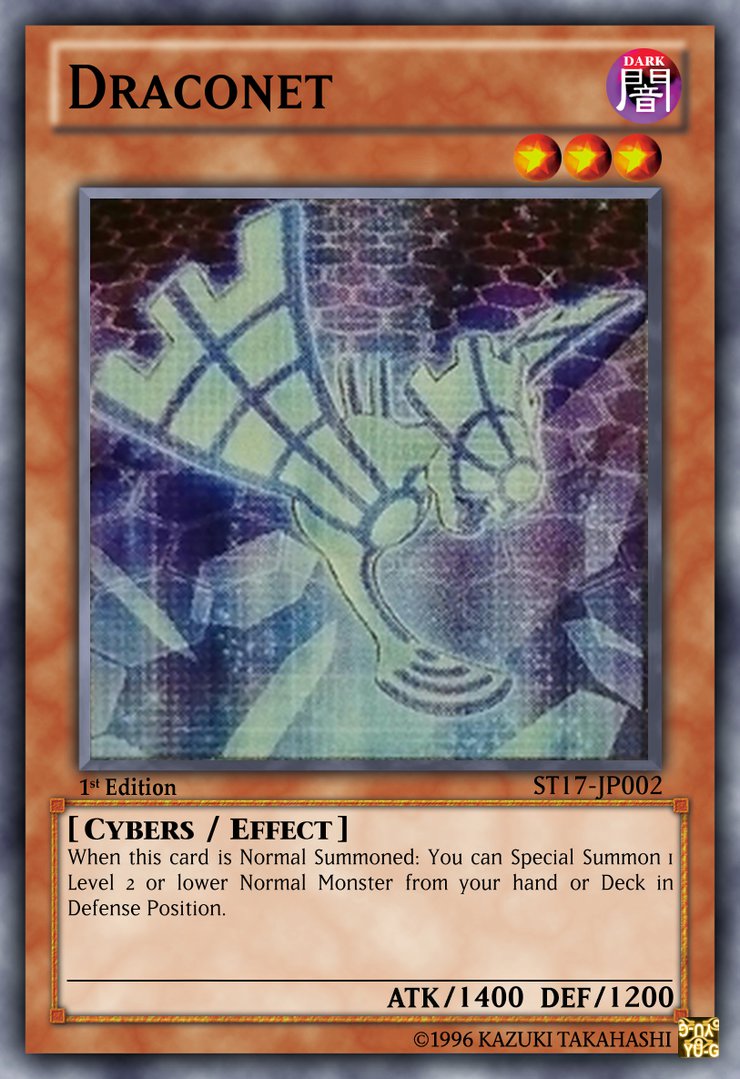 DRACONET
DARK
闇
1st Edition
ST17-JP002
[ CYBERS / EFFECT ]
When this card is Normal Summoned: You can Special Summon 1
Level 2 or lower Normal Monster from your hand or Deck in
Defense Position.
ATK/1400 DEF/1200
©1996 KAZUKI TAKAHASHI